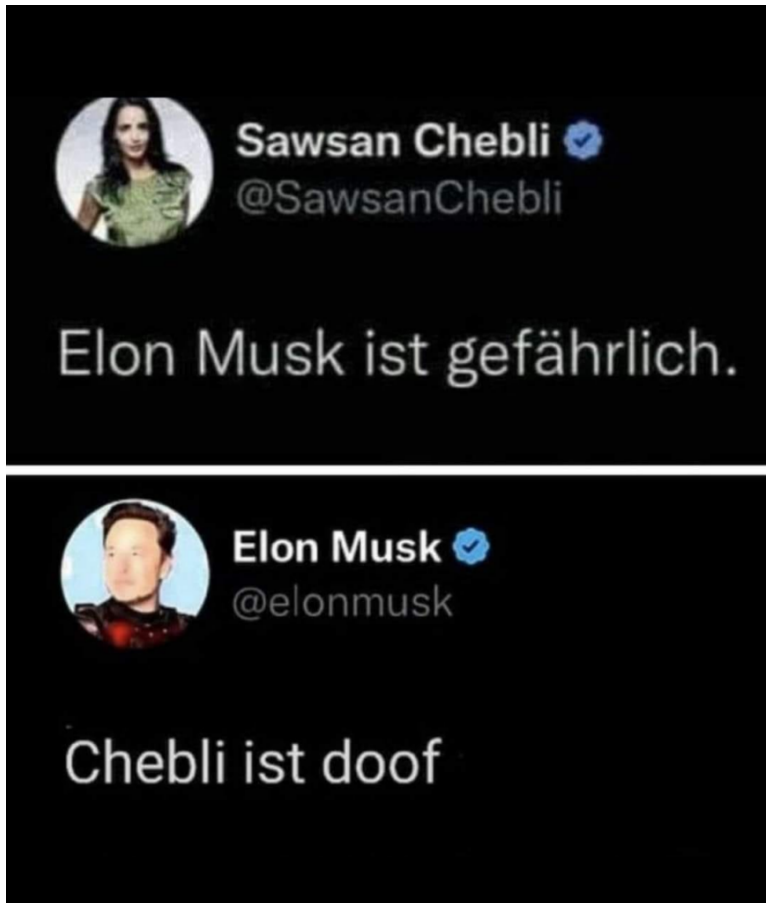 Sawsan Chebli
@SawsanChebli
Elon Musk ist gefährlich.
Elon Musk
@elonmusk
Chebli ist doof